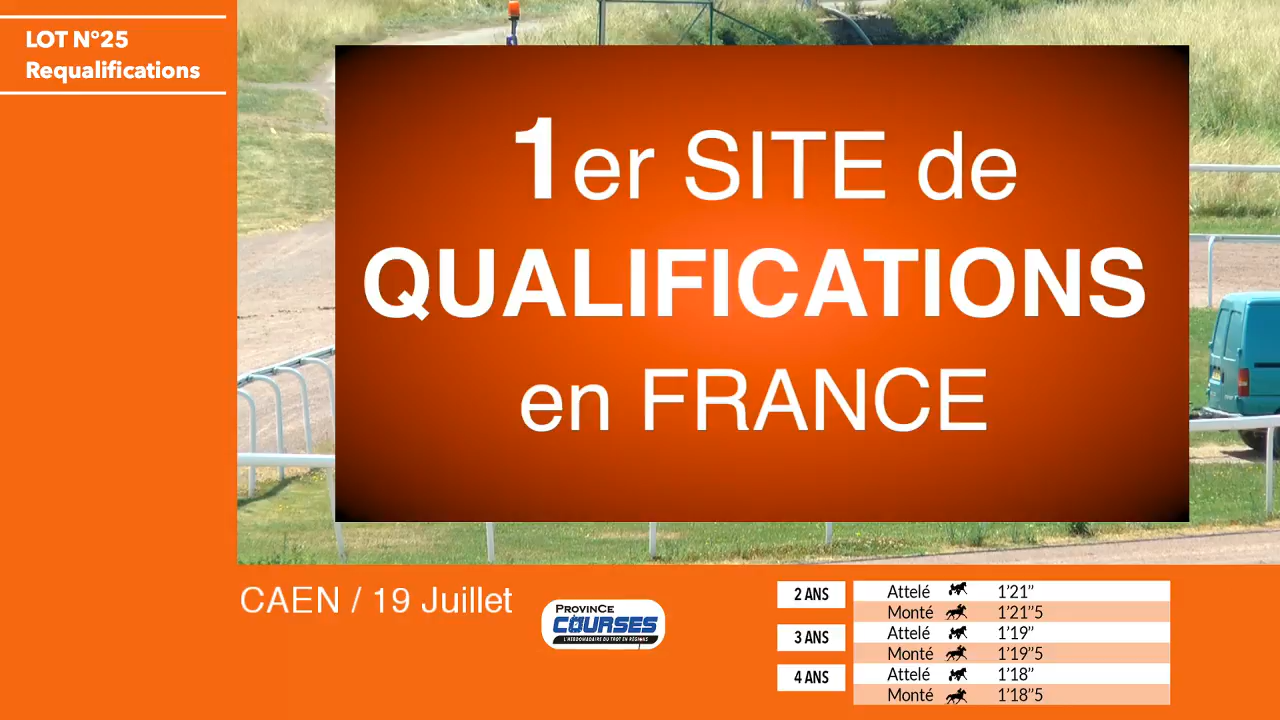 LOT N°25
Requalifications
1er SITE de
QUALIFICATIONS
en FRANCE
CAEN / 19 Juillet
PROVINCE
COURSES
L'HEBDOMADAIRE DU TROT EN RÉGIONS
2 ANS
Attelé 1'21’’
Monté 1'21’’5
3 ANS
Attelé 1'19’’
Monté 1'19’’5
4 ANS
Attelé 1'18’’
Monté 1'18’’5